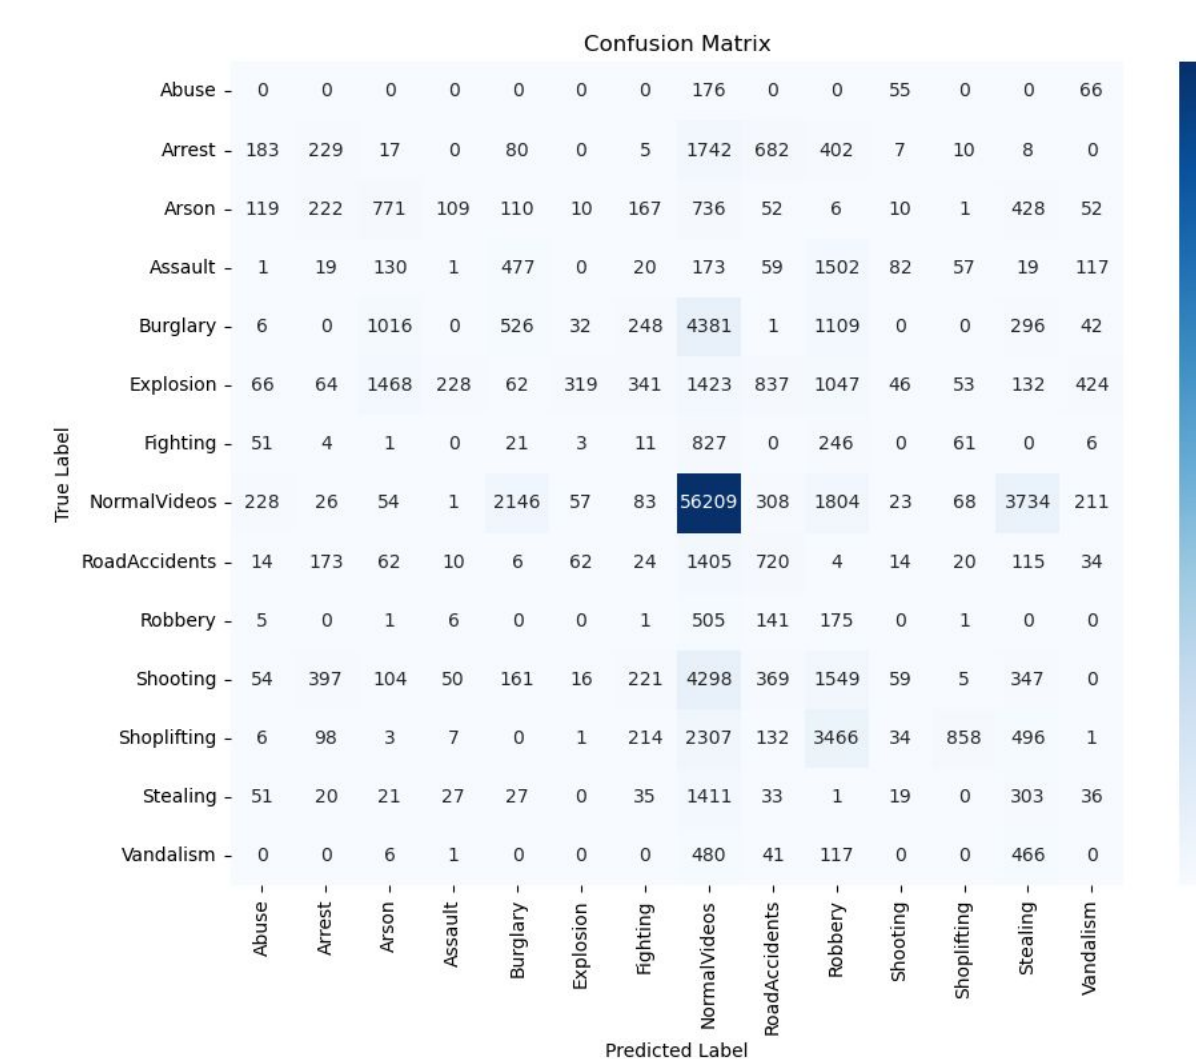 Confusion Matrix
Abuse 0 0 0 0 0 0 0 176 0 0 55 0 0 66
Arrest 183 229 17 0 80 0 5 1742 682 402 7 10 8 0
Arson 119 222 771 109 110 10 167 736 52 6 10 1 428 52
Assault 1 19 130 1 477 0 20 173 59 1502 82 57 19 117
Burglary 6 0 1016 0 526 32 248 4381 1 1109 0 0 296 42
Explosion 66 64 1468 228 62 319 341 1423 837 1047 46 53 132 424
Fighting 51 4 1 0 21 3 11 827 0 246 0 61 0 6
True Label
NormalVideos 228 26 54 1 2146 57 83 56209 308 1804 23 68 3734 211
RoadAccidents 14 173 62 10 6 62 24 1405 720 4 14 20 115 34
Robbery 5 0 1 6 0 0 1 505 141 175 0 1 0 0
Shooting 54 397 104 50 161 16 221 4298 369 1549 59 5 347 0
Shoplifting 6 98 3 7 0 1 214 2307 132 3466 34 858 496 1
Stealing 51 20 21 27 27 0 35 1411 33 1 19 0 303 36
Vandalism 0 0 6 1 0 0 0 480 41 117 0 0 466 0
Abuse Arrest Arson Assault Burglary Explosion Fighting NormalVideos RoadAccidents Robbery Shooting Shoplifting Stealing Vandalism
Predicted Label